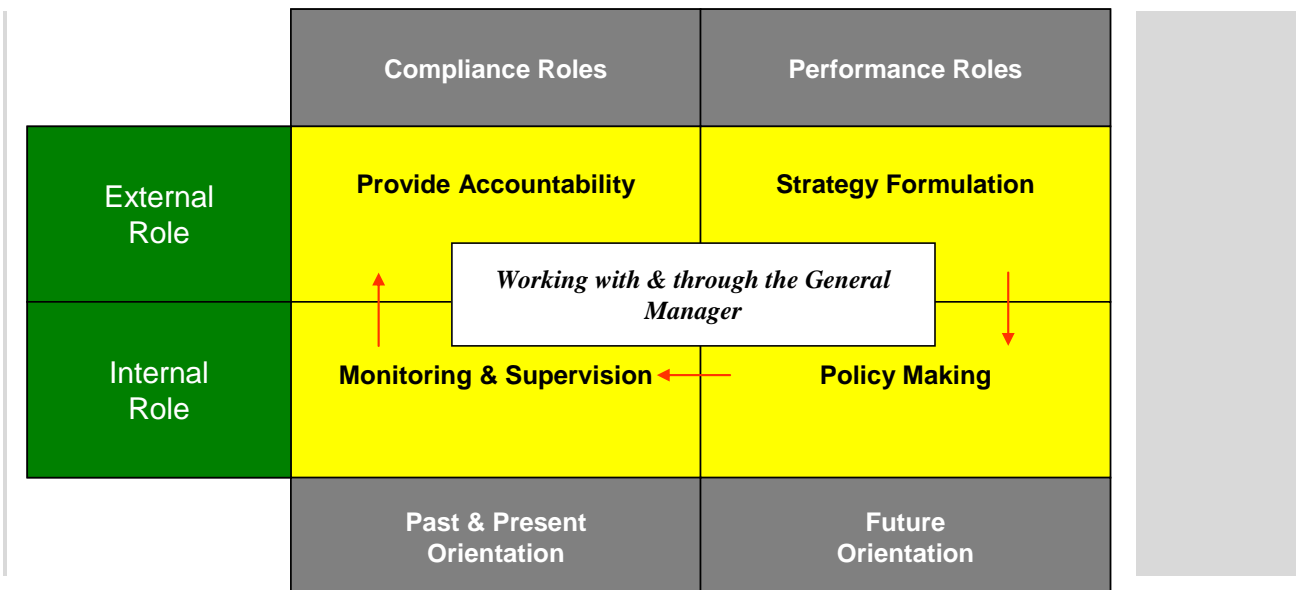 Compliance Roles
Performance Roles
External
Role
Provide Accountability
Strategy Formulation
Working with & through the General
Manager
Internal
Role
Monitoring & Supervision
Policy Making
Past & Present
Orientation
Future
Orientation